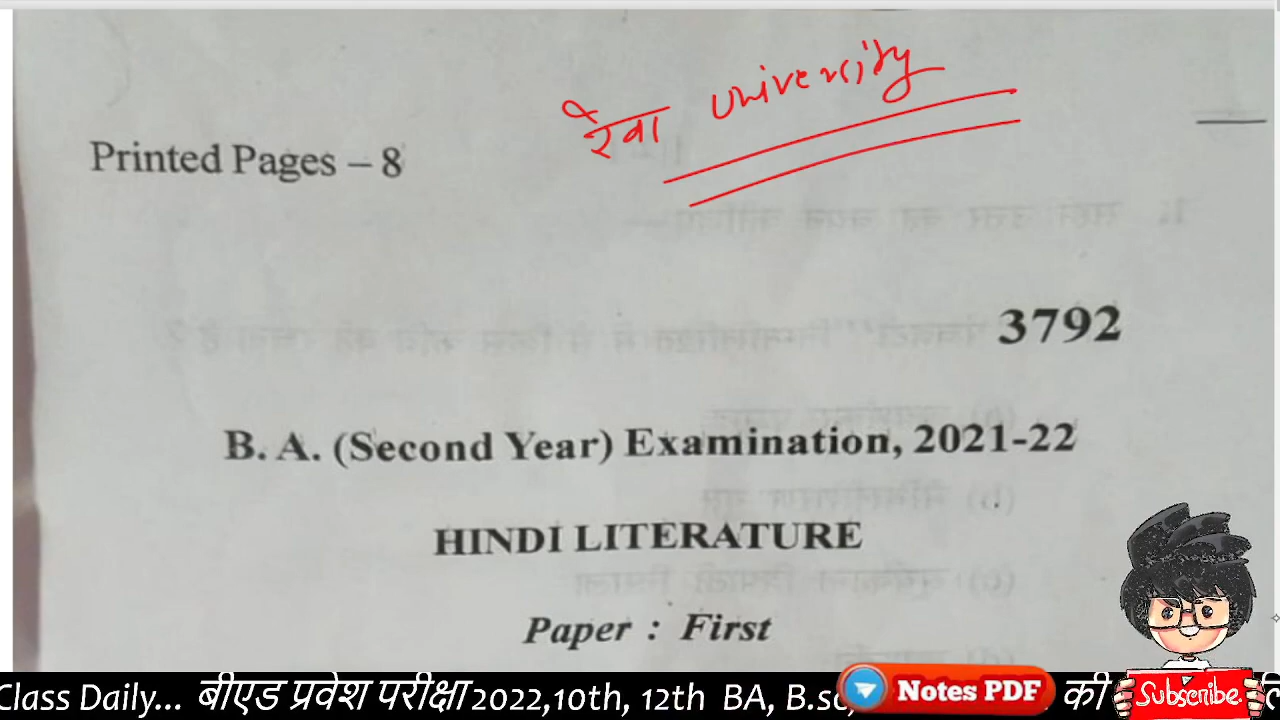 रेवा University
Printed Pages – 8
3792
B. A. (Second Year) Examination, 2021-22
HINDI LITERATURE
Paper : First
Class Daily... बीएड प्रवेश परीक्षा 2022,10th, 12th BA, B.sc, Notes PDF की Subscribe